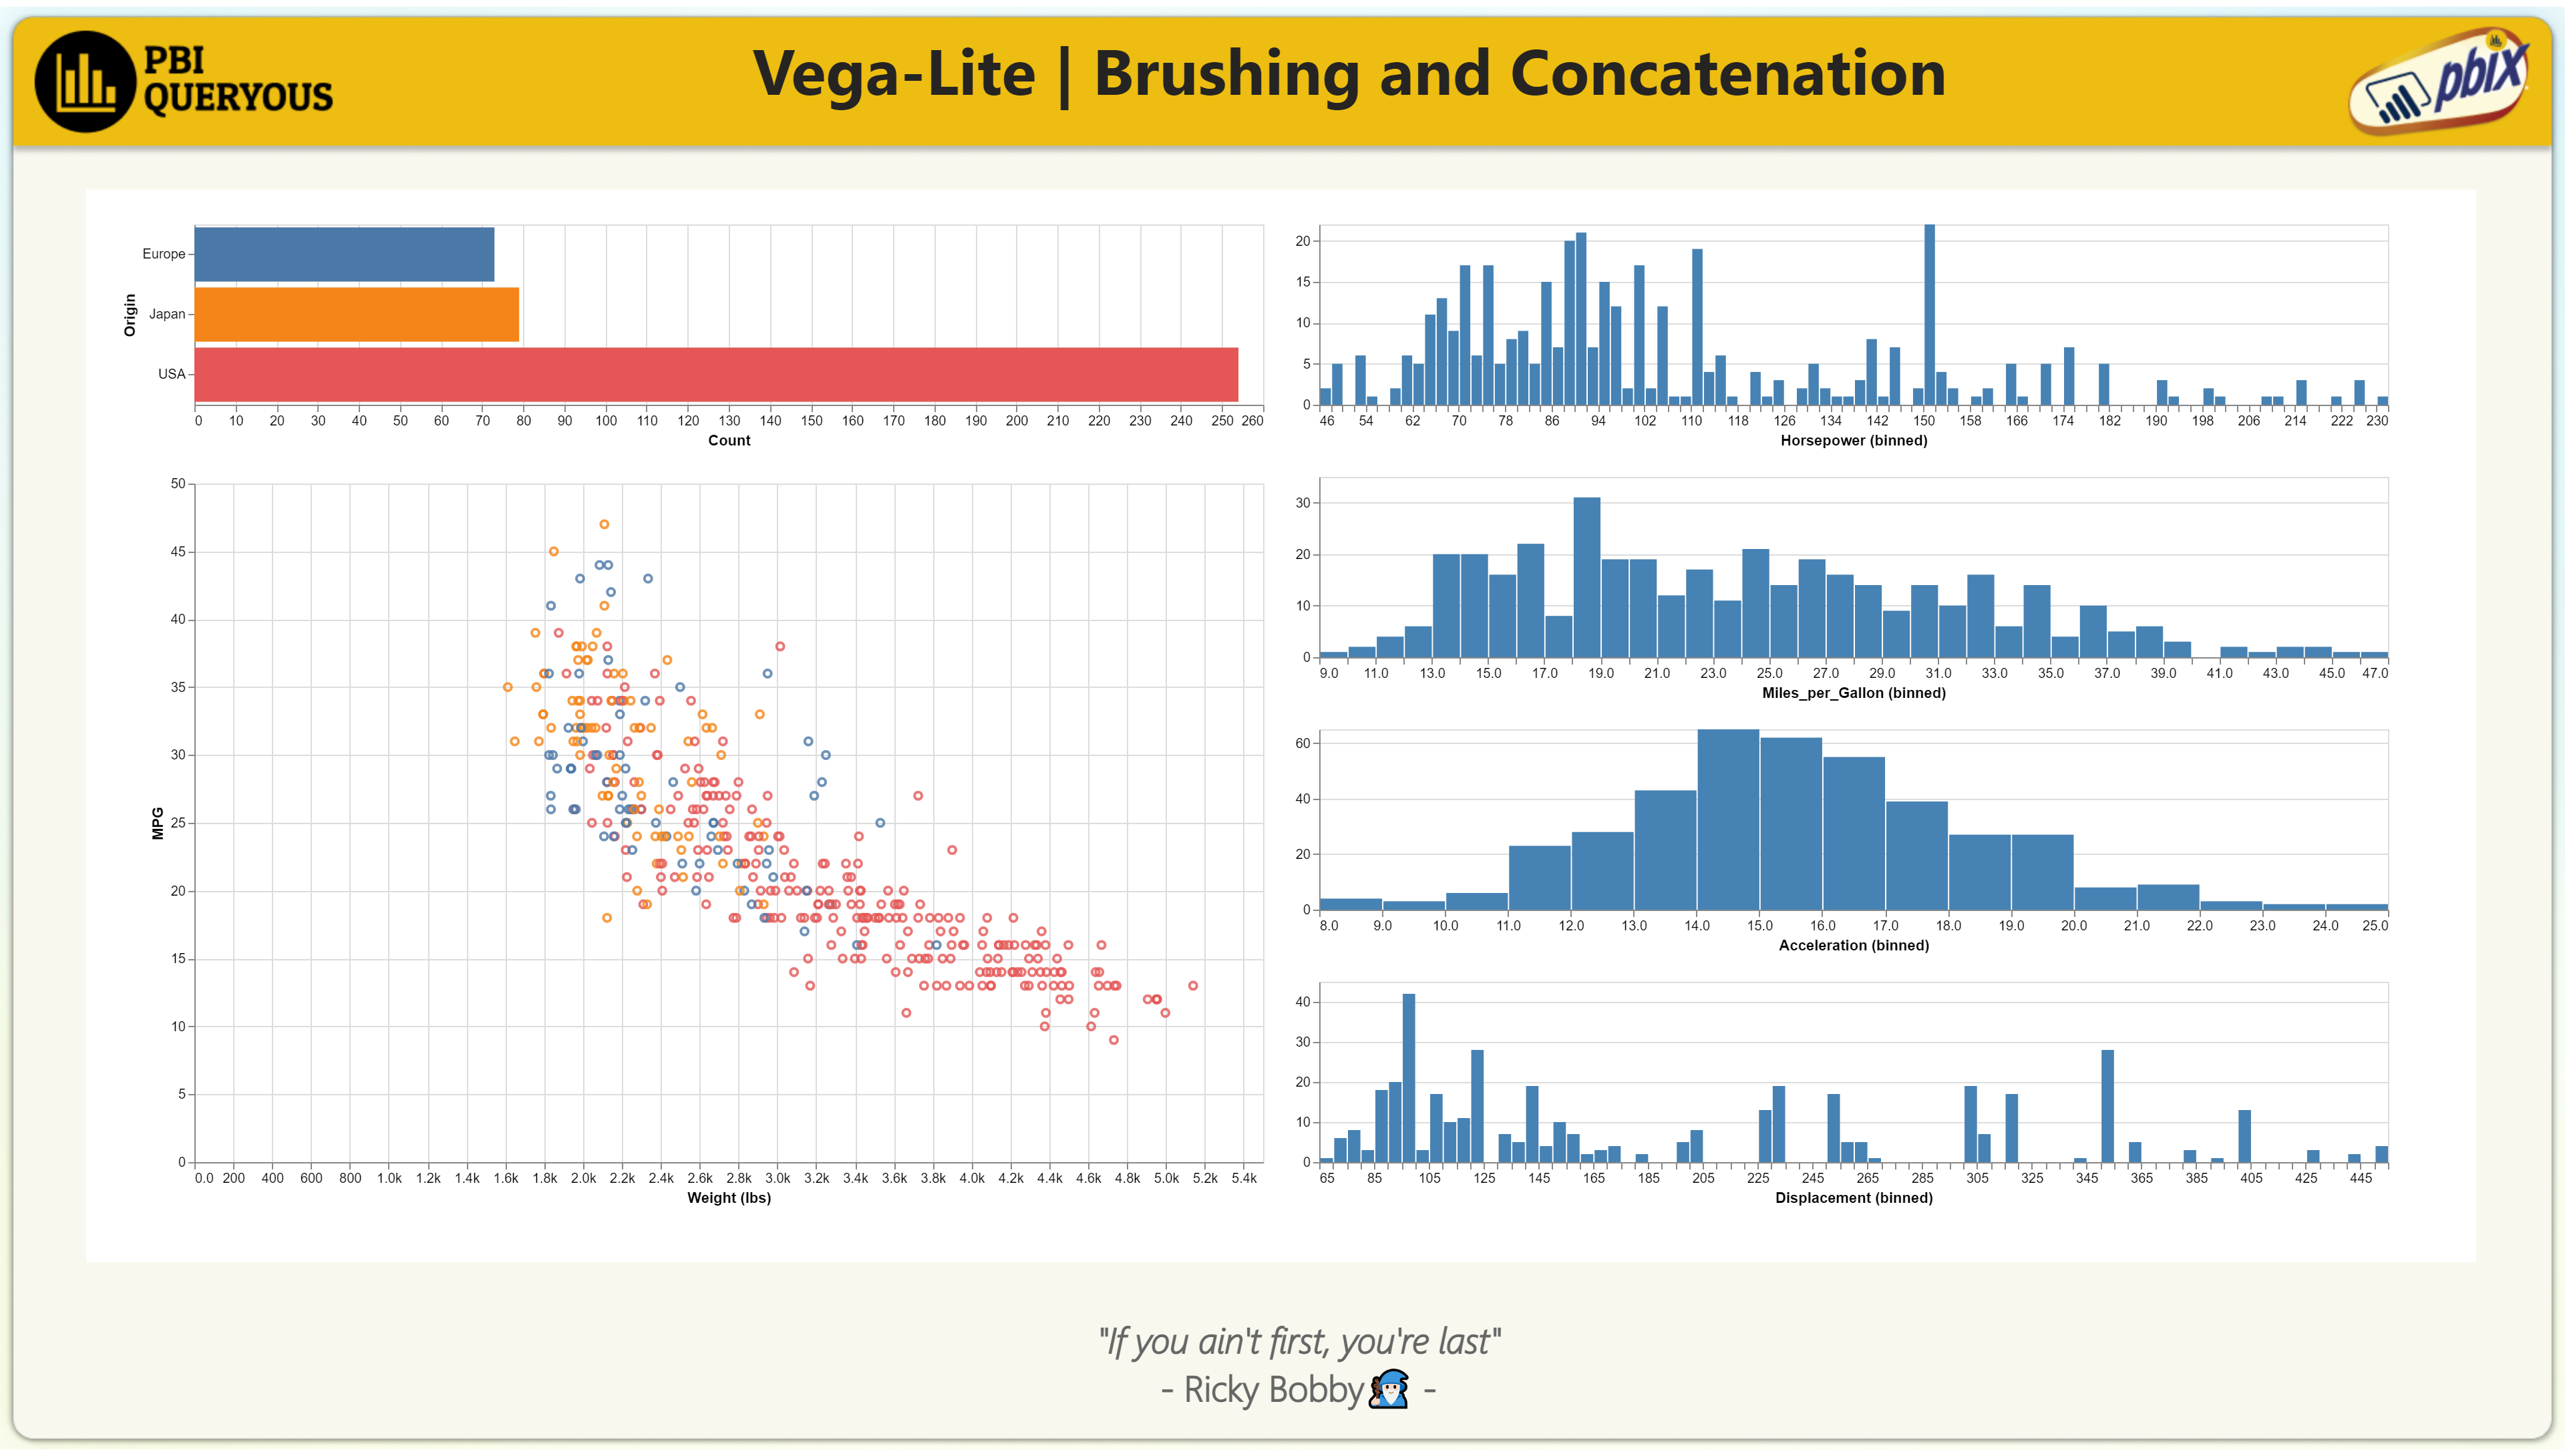 PBI
QUERYOUS
Vega-Lite | Brushing and Concatenation
pbix
Origin
Europe
Japan
USA
0 10 20 30 40 50 60 70 80 90 100 110 120 130 140 150 160 170 180 190 200 210 220 230 240 250 260
Count
MPG
50
45
40
35
30
25
20
15
10
5
0
0.0 200 400 600 800 1.0k 1.2k 1.4k 1.6k 1.8k 2.0k 2.2k 2.4k 2.6k 2.8k 3.0k 3.2k 3.4k 3.6k 3.8k 4.0k 4.2k 4.4k 4.6k 4.8k 5.0k 5.2k 5.4k
Weight (lbs)
20
15
10
5
0
46 54 62 70 78 86 94 102 110 118 126 134 142 150 158 166 174 182 190 198 206 214 222 230
Horsepower (binned)
30
20
10
0
9.0 11.0 13.0 15.0 17.0 19.0 21.0 23.0 25.0 27.0 29.0 31.0 33.0 35.0 37.0 39.0 41.0 43.0 45.0 47.0
Miles_per_Gallon (binned)
60
40
20
0
8.0 9.0 10.0 11.0 12.0 13.0 14.0 15.0 16.0 17.0 18.0 19.0 20.0 21.0 22.0 23.0 24.0 25.0
Acceleration (binned)
40
30
20
10
0
65 85 105 125 145 165 185 205 225 245 265 285 305 325 345 365 385 405 425 445
Displacement (binned)
"If you ain't first, you're last"
- Ricky Bobby🧙‍♂️ -